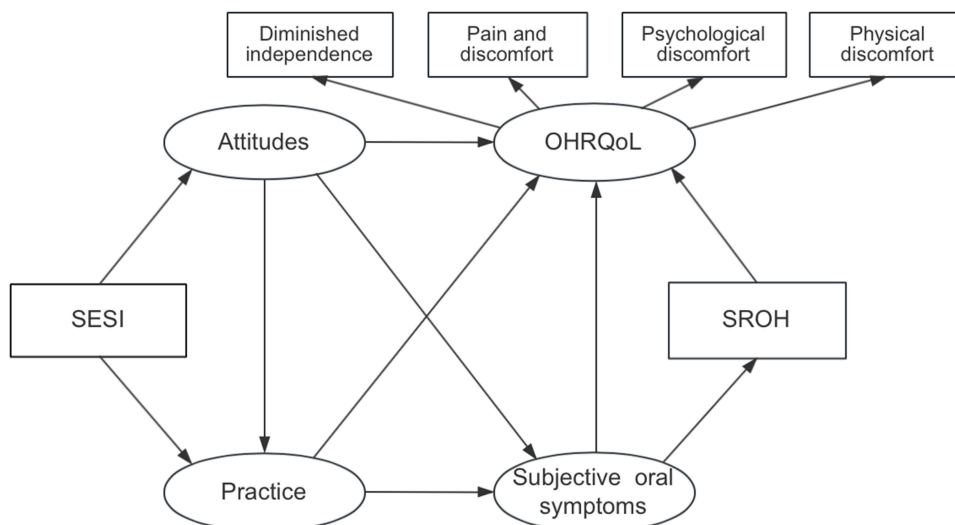 Diminished
independence
Pain and
discomfort
Psychological
discomfort
Physical
discomfort
Attitudes
OHRQoL
SESI
SROH
Practice
Subjective oral
symptoms